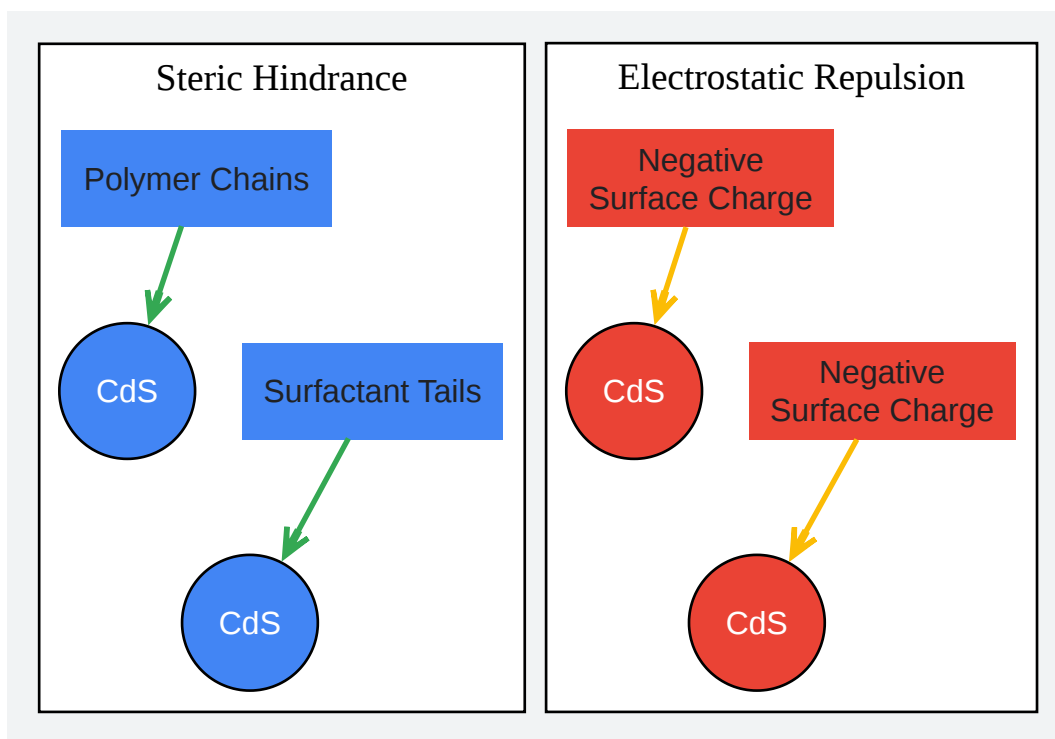 Steric Hindrance
Polymer Chains
CdS
Surfactant Tails
CdS
Electrostatic Repulsion
Negative
Surface Charge
CdS
Negative
Surface Charge
CdS